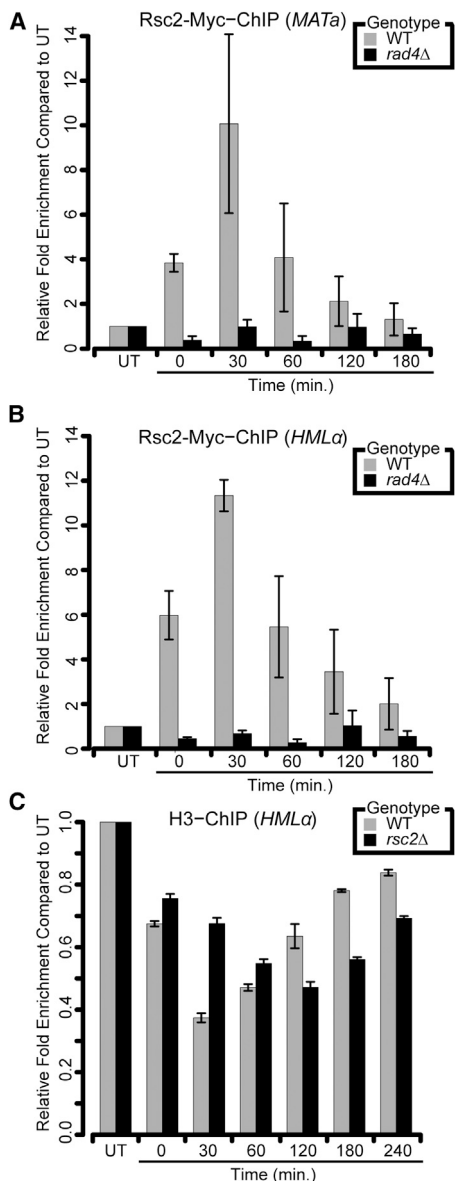 A
Rsc2-Myc−ChIP (MATa)
Genotype
WT
rad4Δ
Relative Fold Enrichment Compared to UT
0 2 4 6 8 10 12 14
UT 0 30 60 120 180
Time (min.)
B
Rsc2-Myc−ChIP (HMLα)
Genotype
WT
rad4Δ
Relative Fold Enrichment Compared to UT
0 2 4 6 8 10 12 14
UT 0 30 60 120 180
Time (min.)
C
H3−ChIP (HMLα)
Genotype
WT
rsc2Δ
Relative Fold Enrichment Compared to UT
0.0 0.2 0.4 0.6 0.8 1.0
UT 0 30 60 120 180 240
Time (min.)